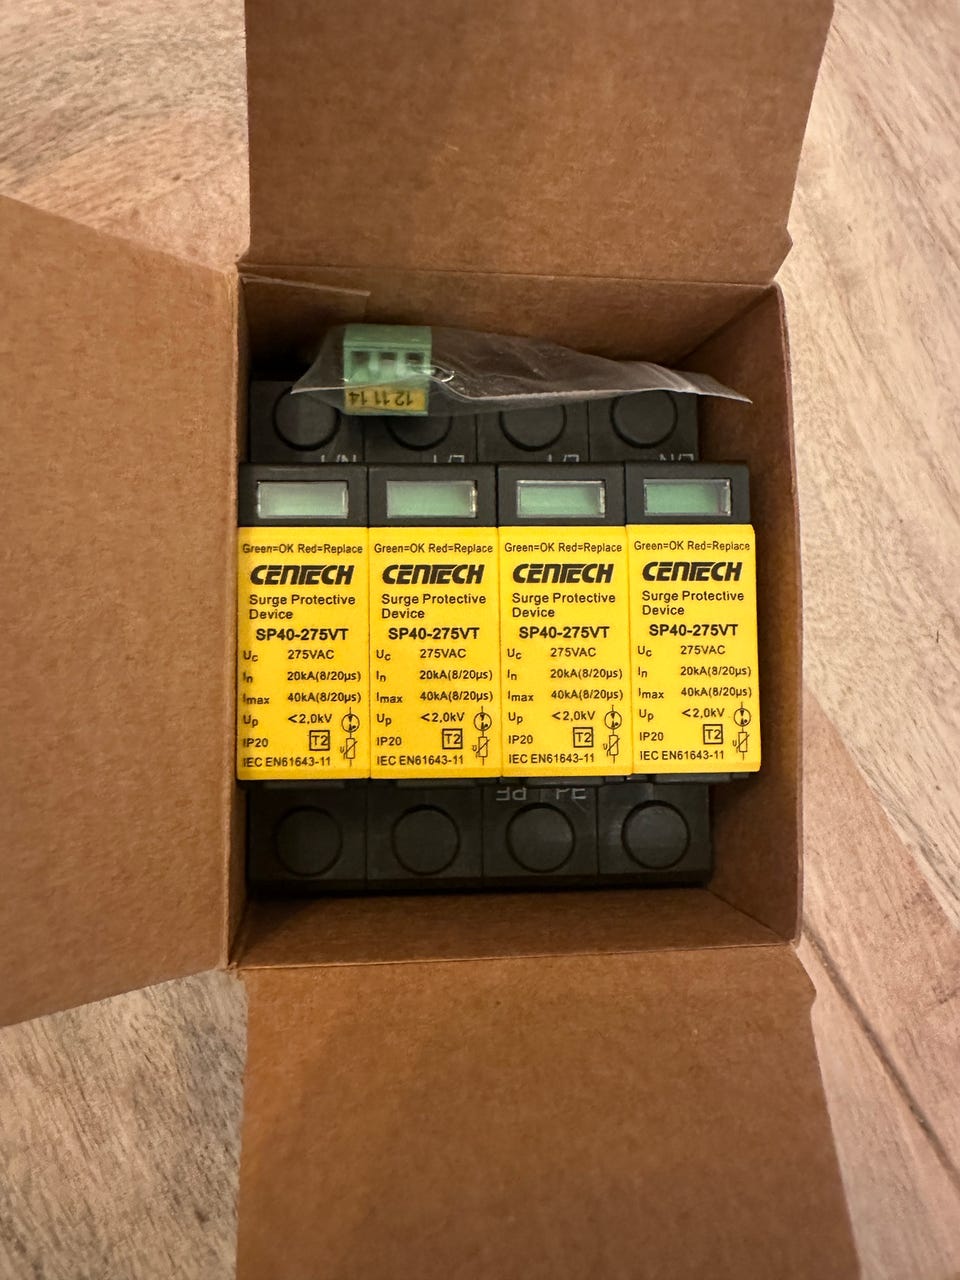 12 11 14
L/N
L/N
Green=OK Red=Replace
CENTECH
Surge Protective
Device
SP40-275VT
Uc 275VAC
In 20kA(8/20µs)
Imax 40kA(8/20µs)
Up <2,0kV
IP20 T2 U
IEC EN61643-11
Green=OK Red=Replace
CENTECH
Surge Protective
Device
SP40-275VT
Uc 275VAC
In 20kA(8/20µs)
Imax 40kA(8/20µs)
Up <2,0kV
IP20 T2 U
IEC EN61643-11
Green=OK Red=Replace
CENTECH
Surge Protective
Device
SP40-275VT
Uc 275VAC
In 20kA(8/20µs)
Imax 40kA(8/20µs)
Up <2,0kV
IP20 T2 U
IEC EN61643-11
Green=OK Red=Replace
CENTECH
Surge Protective
Device
SP40-275VT
Uc 275VAC
In 20kA(8/20µs)
Imax 40kA(8/20µs)
Up <2,0kV
IP20 T2 U
IEC EN61643-11
PE